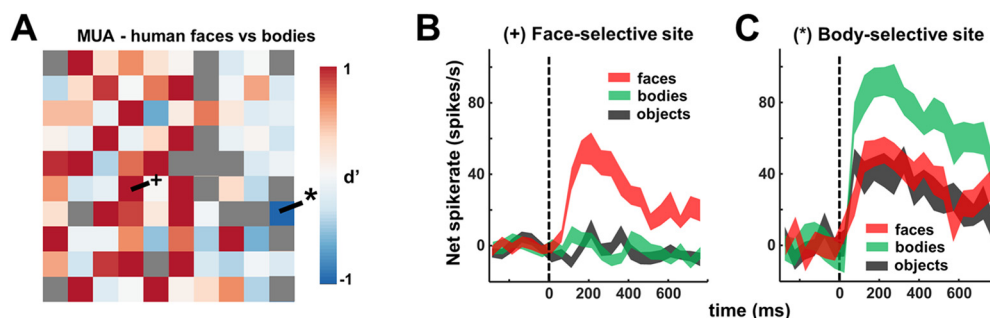 A
MUA - human faces vs bodies
1
d'
-1
+
*
B
(+) Face-selective site
faces
bodies
objects
Net spikerate (spikes/s)
80
40
0
0 200 400 600
C
(*) Body-selective site
80
40
0
faces
bodies
objects
0 200 400 600
time (ms)